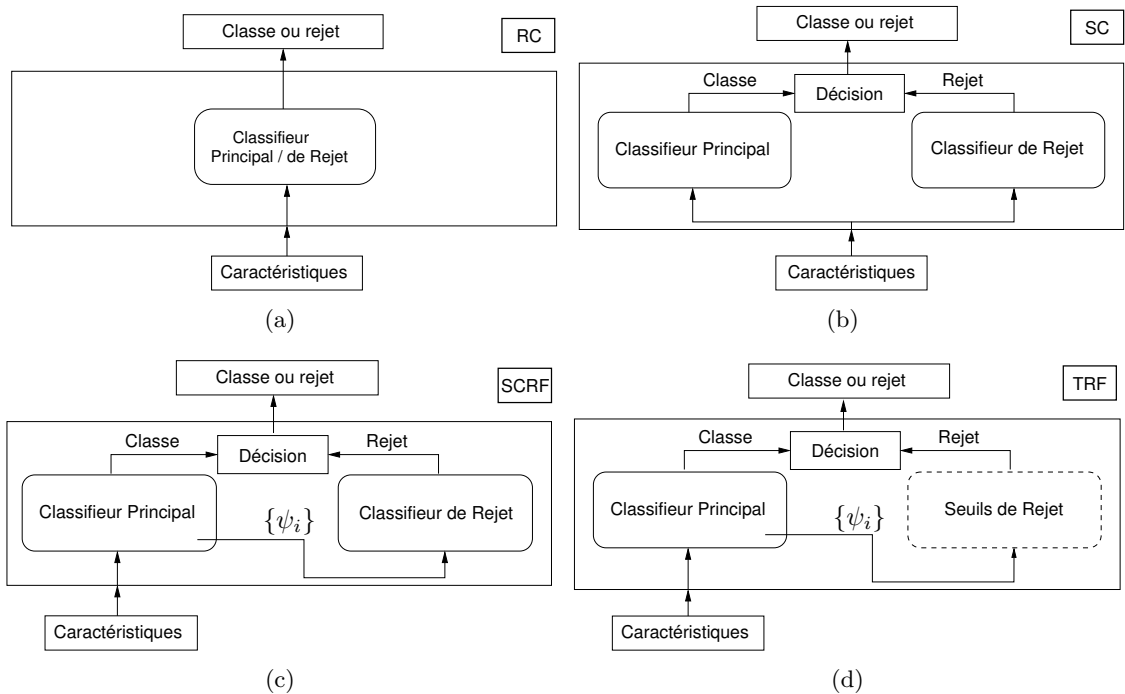 Classe ou rejet
RC
Classifieur
Principal / de Rejet
Caractéristiques
(a)
Classe ou rejet
SC
Classe
Décision
Rejet
Classifieur Principal
Classifieur de Rejet
Caractéristiques
(b)
Classe ou rejet
SCRF
Classe
Décision
Rejet
Classifieur Principal
{ψi}
Classifieur de Rejet
Caractéristiques
(c)
Classe ou rejet
TRF
Classe
Décision
Rejet
Classifieur Principal
{ψi}
Seuils de Rejet
Caractéristiques
(d)